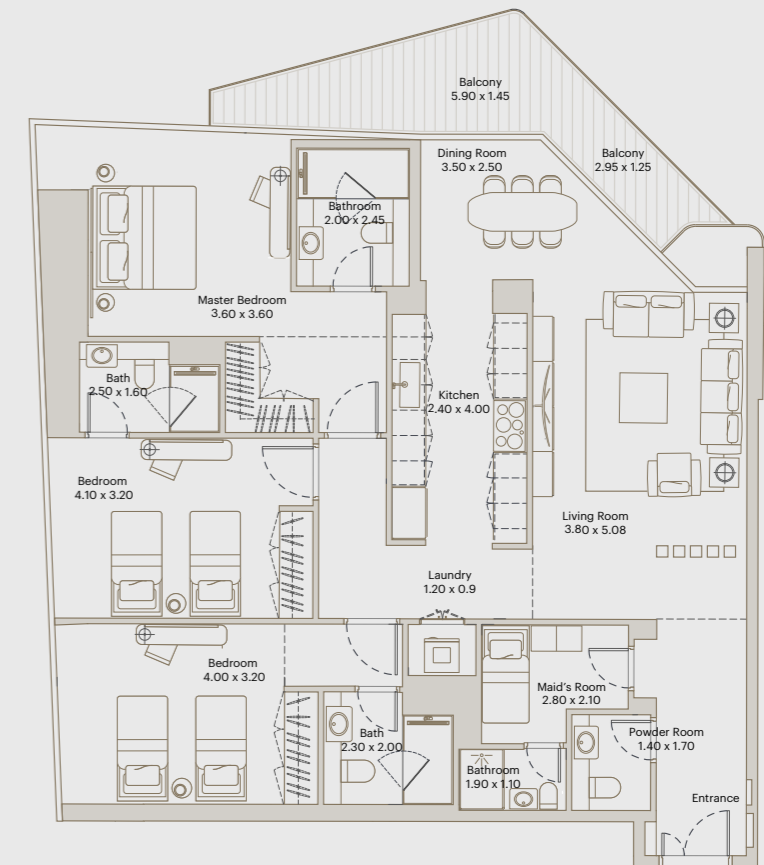 Balcony
5.90 x 1.45
Dining Room
3.50 x 2.50
Balcony
2.95 x 1.25
Bathroom
2.00 x 2.45
Master Bedroom
3.60 x 3.60
Bath
2.50 x 1.60
Kitchen
2.40 x 4.00
Bedroom
4.10 x 3.20
Living Room
3.80 x 5.08
Laundry
1.20 x 0.9
Bedroom
4.00 x 3.20
Maid's Room
2.80 x 2.10
Bath
2.30 x 2.00
Powder Room
1.40 x 1.70
Bathroom
1.90 x 1.10
Entrance